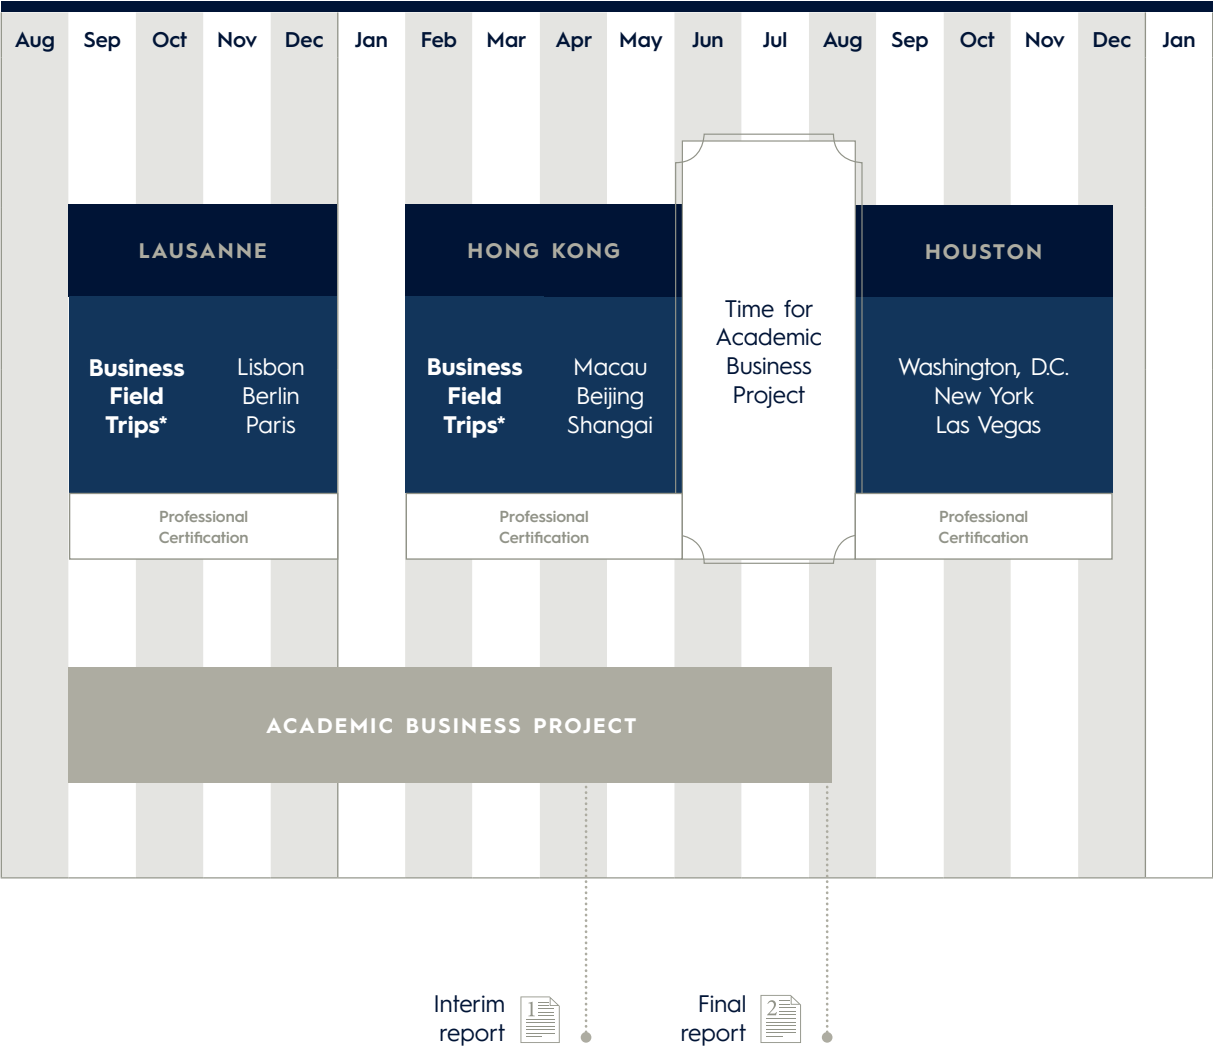 Aug Sep Oct Nov Dec Jan Feb Mar Apr May Jun Jul Aug Sep Oct Nov Dec Jan
LAUSANNE
Business
Field
Trips*
Lisbon
Berlin
Paris
Professional
Certification
HONG KONG
Business
Field
Trips*
Macau
Beijing
Shangai
Professional
Certification
Time for
Academic
Business
Project
HOUSTON
Washington, D.C.
New York
Las Vegas
Professional
Certification
ACADEMIC BUSINESS PROJECT
Interim
report
1
Final
report
2